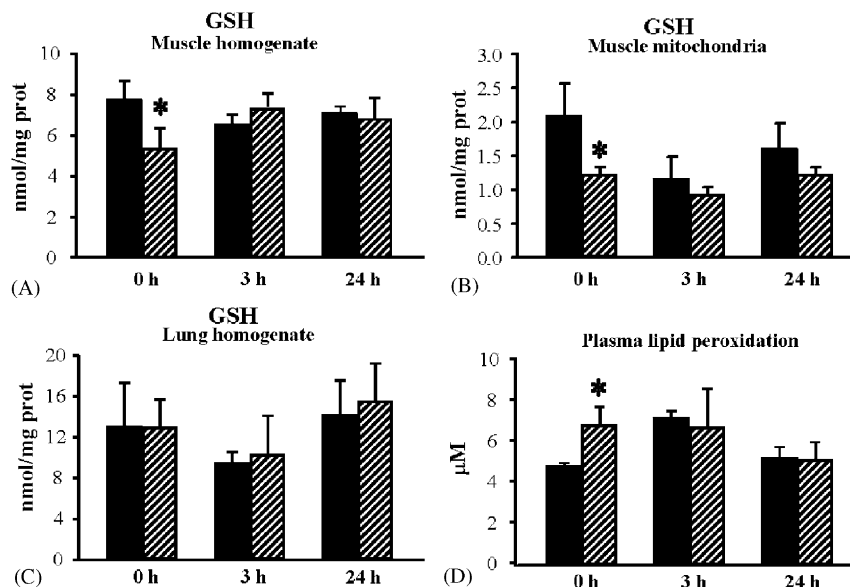 GSH
Muscle homogenate
nmol/mg prot
10
8
6
4
2
0
*
0 h
3 h
24 h
(A)
GSH
Muscle mitochondria
nmol/mg prot
3.0
2.5
2.0
1.5
1.0
0.5
0.0
*
0 h
3 h
24 h
(B)
GSH
Lung homogenate
nmol/mg prot
20
16
12
8
4
0
0 h
3 h
24 h
(C)
Plasma lipid peroxidation
µM
10
8
6
4
2
0
*
0 h
3 h
24 h
(D)